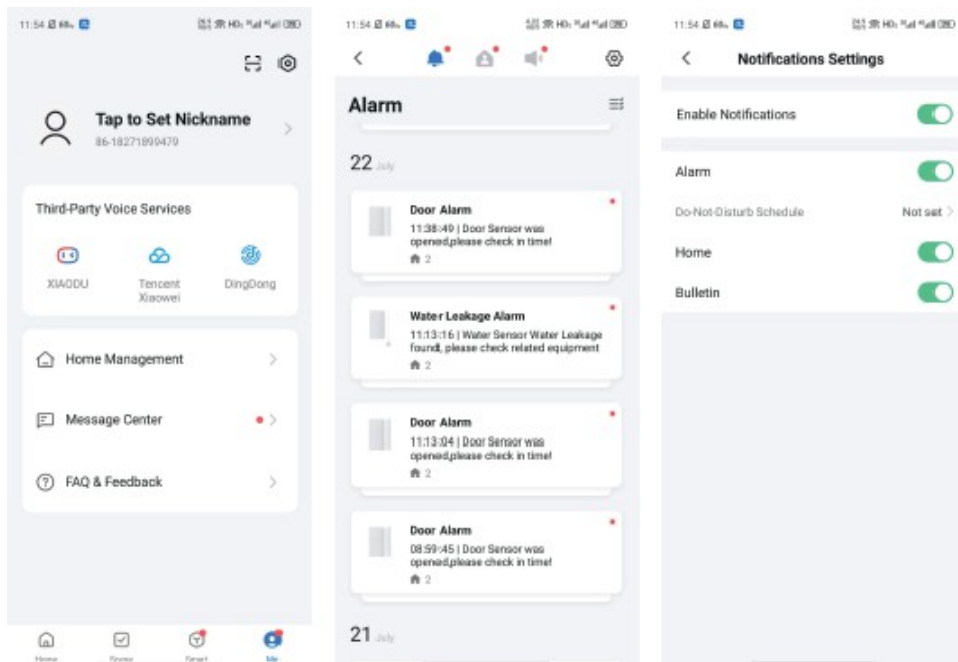 11:54
Tap to Set Nickname
86-18271899479
Third-Party Voice Services
XIAODU
Tencent
Xiaowei
DingDong
Home Management
Message Center
FAQ & Feedback
Home
Scene
Smart
Me
11:54
Alarm
22 July
Door Alarm
11:38:49 | Door Sensor was
opened,please check in time!
2
Water Leakage Alarm
11:13:16 | Water Sensor Water Leakage
found, please check related equipment
2
Door Alarm
11:13:04 | Door Sensor was
opened,please check in time!
2
Door Alarm
08:59:45 | Door Sensor was
opened,please check in time!
2
21 July
11:54
Notifications Settings
Enable Notifications
Alarm
Do-Not-Disturb Schedule
Not set
Home
Bulletin